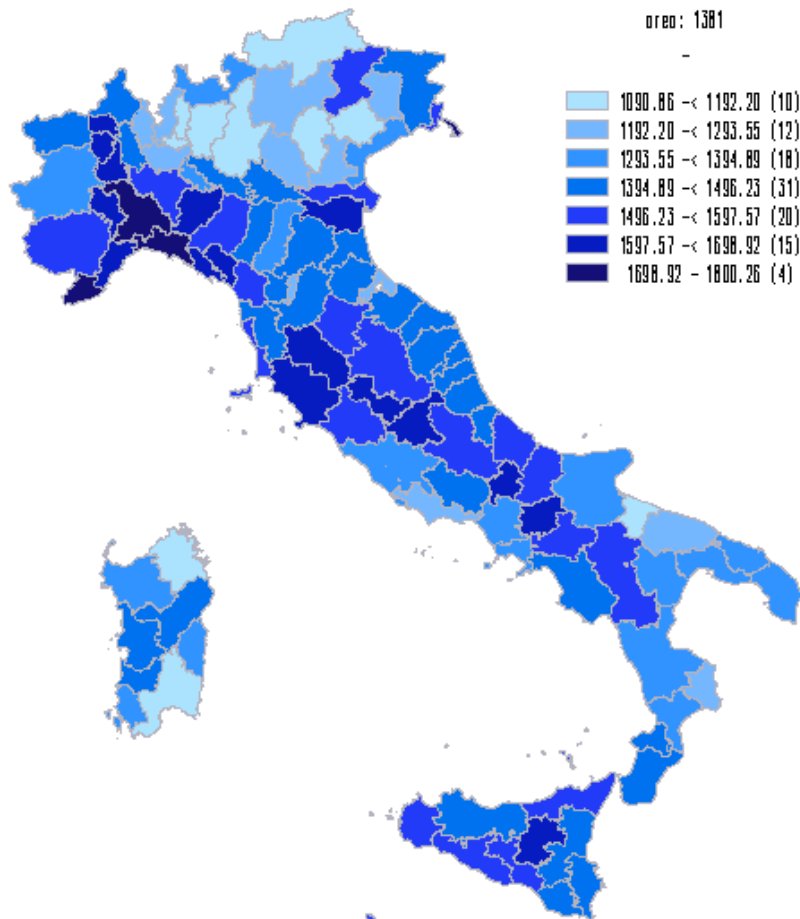 area: 1381
-
1090.86 -< 1192.20 (10)
1192.20 -< 1293.55 (12)
1293.55 -< 1394.89 (18)
1394.89 -< 1496.23 (31)
1496.23 -< 1597.57 (20)
1597.57 -< 1698.92 (15)
1698.92 - 1800.26 (4)